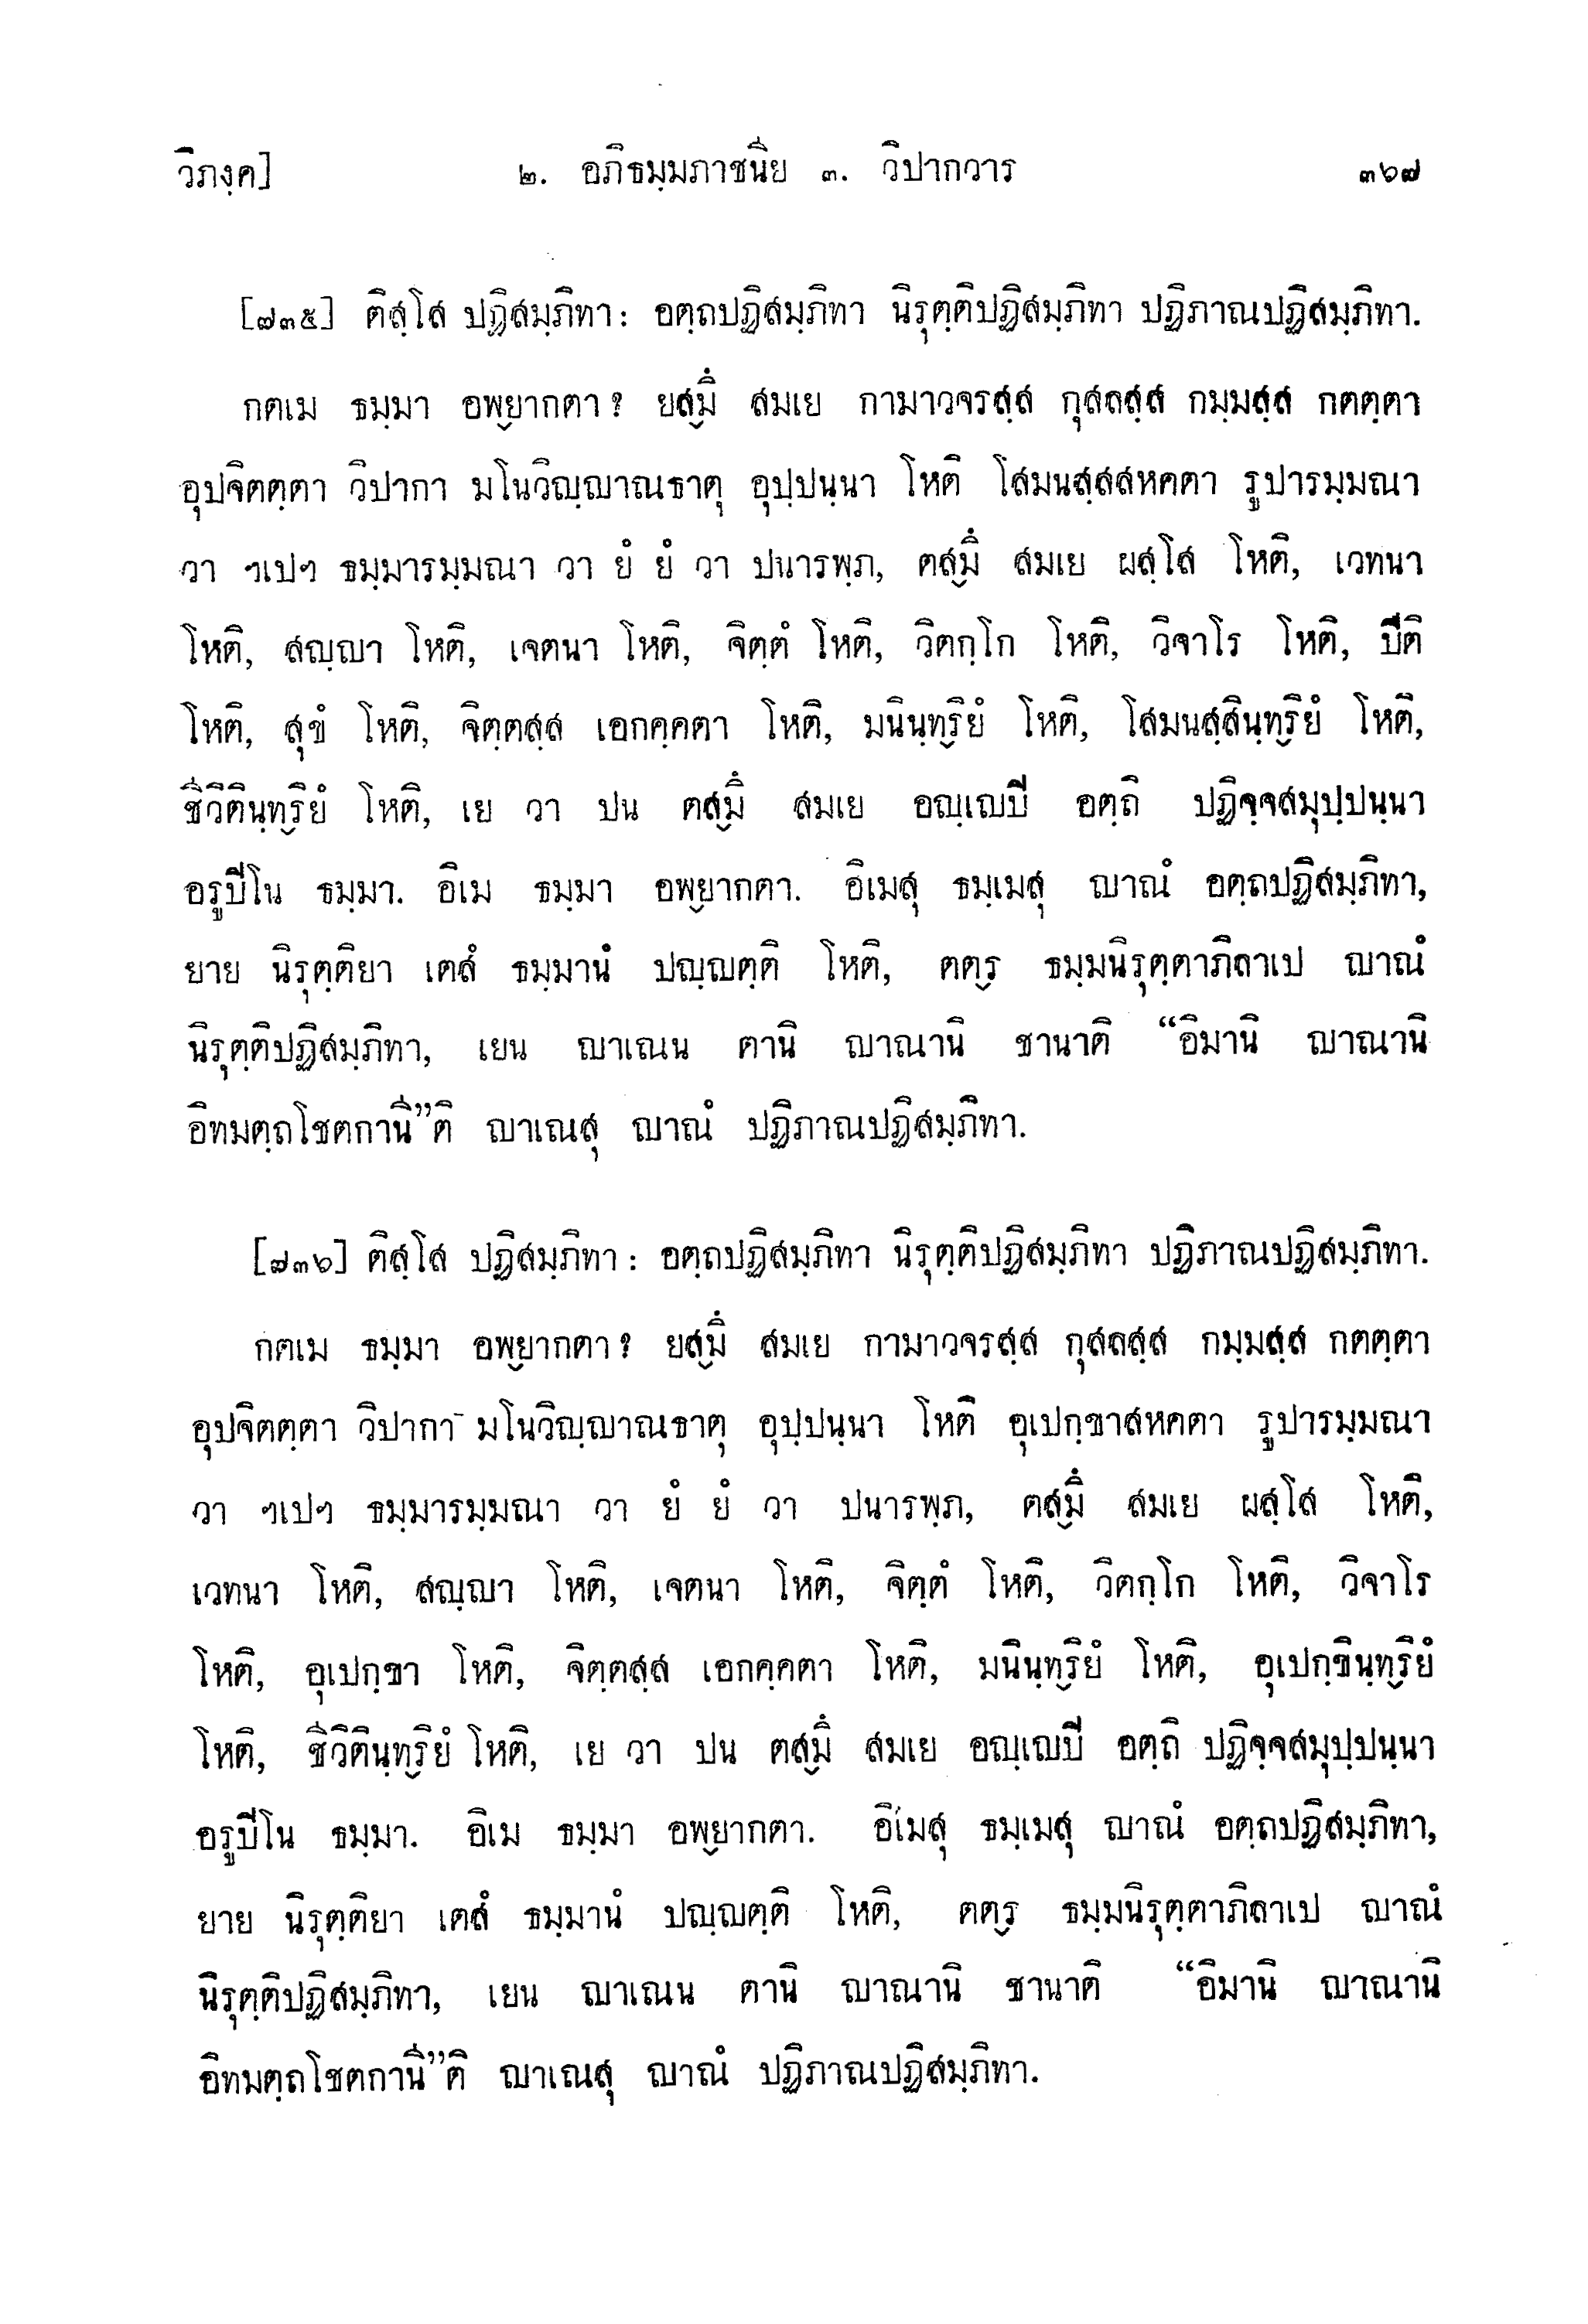 วิภงฺค] ๒. อภิธมฺมภาชนีย ๓. วิปากวาร ๓๖๗
[๗๓๕] ติสฺโส ปฏิสมฺภิทา : อตฺถปฏิสมฺภิทา นิรุตฺติปฏิสมฺภิทา ปฏิภาณปฏิสมฺภิทา.
กตเม ธมฺมา อพฺยากตา ? ยสฺมึ สมเย กามาวจรสฺส กุสลสฺส กมฺมสฺส กตตฺตา
อุปจิตตฺตา วิปากา มโนวิญฺญาณธาตุ อุปฺปนฺนา โหติ โสมนสฺสสหคตา รูปารมฺมณา
วา ฯเปฯ ธมฺมารมฺมณา วา ยํ ยํ วา ปนารพฺภ, ตสฺมึ สมเย ผสฺโส โหติ, เวทนา
โหติ, สญฺญา โหติ, เจตนา โหติ, จิตฺตํ โหติ, วิตกฺโก โหติ, วิจาโร โหติ, ปีติ
โหติ, สุขํ โหติ, จิตฺตสฺส เอกคฺคตา โหติ, มนินฺทฺริยํ โหติ, โสมนสฺสินฺทฺริยํ โหติ,
ชีวิตินฺทฺริยํ โหติ, เย วา ปน ตสฺมึ สมเย อญฺเญปี อตฺถิ ปฏิจฺจสมุปฺปนฺนา
อรูปีโน ธมฺมา. อิเม ธมฺมา อพฺยากตา. อิเมสุ ธมฺเมสุ ญาณํ อตฺถปฏิสมฺภิทา,
ยาย นิรุตฺติยา เตสํ ธมฺมานํ ปญฺญตฺติ โหติ, ตตฺร ธมฺมนิรุตฺตาภิลาเป ญาณํ
นิรุตฺติปฏิสมฺภิทา, เยน ญาเณน ตานิ ญาณานิ ชานาติ “อิมานิ ญาณานิ
อิทมตฺถโชตกานี”ติ ญาเณสุ ญาณํ ปฏิภาณปฏิสมฺภิทา.
[๗๓๖] ติสฺโส ปฏิสมฺภิทา : อตฺถปฏิสมฺภิทา นิรุตฺติปฏิสมฺภิทา ปฏิภาณปฏิสมฺภิทา.
กตเม ธมฺมา อพฺยากตา ? ยสฺมึ สมเย กามาวจรสฺส กุสลสฺส กมฺมสฺส กตตฺตา
อุปจิตตฺตา วิปากา มโนวิญฺญาณธาตุ อุปฺปนฺนา โหติ อุเปกฺขาสหคตา รูปารมฺมณา
วา ฯเปฯ ธมฺมารมฺมณา วา ยํ ยํ วา ปนารพฺภ, ตสฺมึ สมเย ผสฺโส โหติ,
เวทนา โหติ, สญฺญา โหติ, เจตนา โหติ, จิตฺตํ โหติ, วิตกฺโก โหติ, วิจาโร
โหติ, อุเปกฺขา โหติ, จิตฺตสฺส เอกคฺคตา โหติ, มนินฺทฺริยํ โหติ, อุเปกฺขินฺทฺริยํ
โหติ, ชีวิตินฺทฺริยํ โหติ, เย วา ปน ตสฺมึ สมเย อญฺเญปี อตฺถิ ปฏิจฺจสมุปฺปนฺนา
อรูปีโน ธมฺมา. อิเม ธมฺมา อพฺยากตา. อิเมสุ ธมฺเมสุ ญาณํ อตฺถปฏิสมฺภิทา,
ยาย นิรุตฺติยา เตสํ ธมฺมานํ ปญฺญตฺติ โหติ, ตตฺร ธมฺมนิรุตฺตาภิลาเป ญาณํ
นิรุตฺติปฏิสมฺภิทา, เยน ญาเณน ตานิ ญาณานิ ชานาติ “อิมานิ ญาณานิ
อิทมตฺถโชตกานี”ติ ญาเณสุ ญาณํ ปฏิภาณปฏิสมฺภิทา.